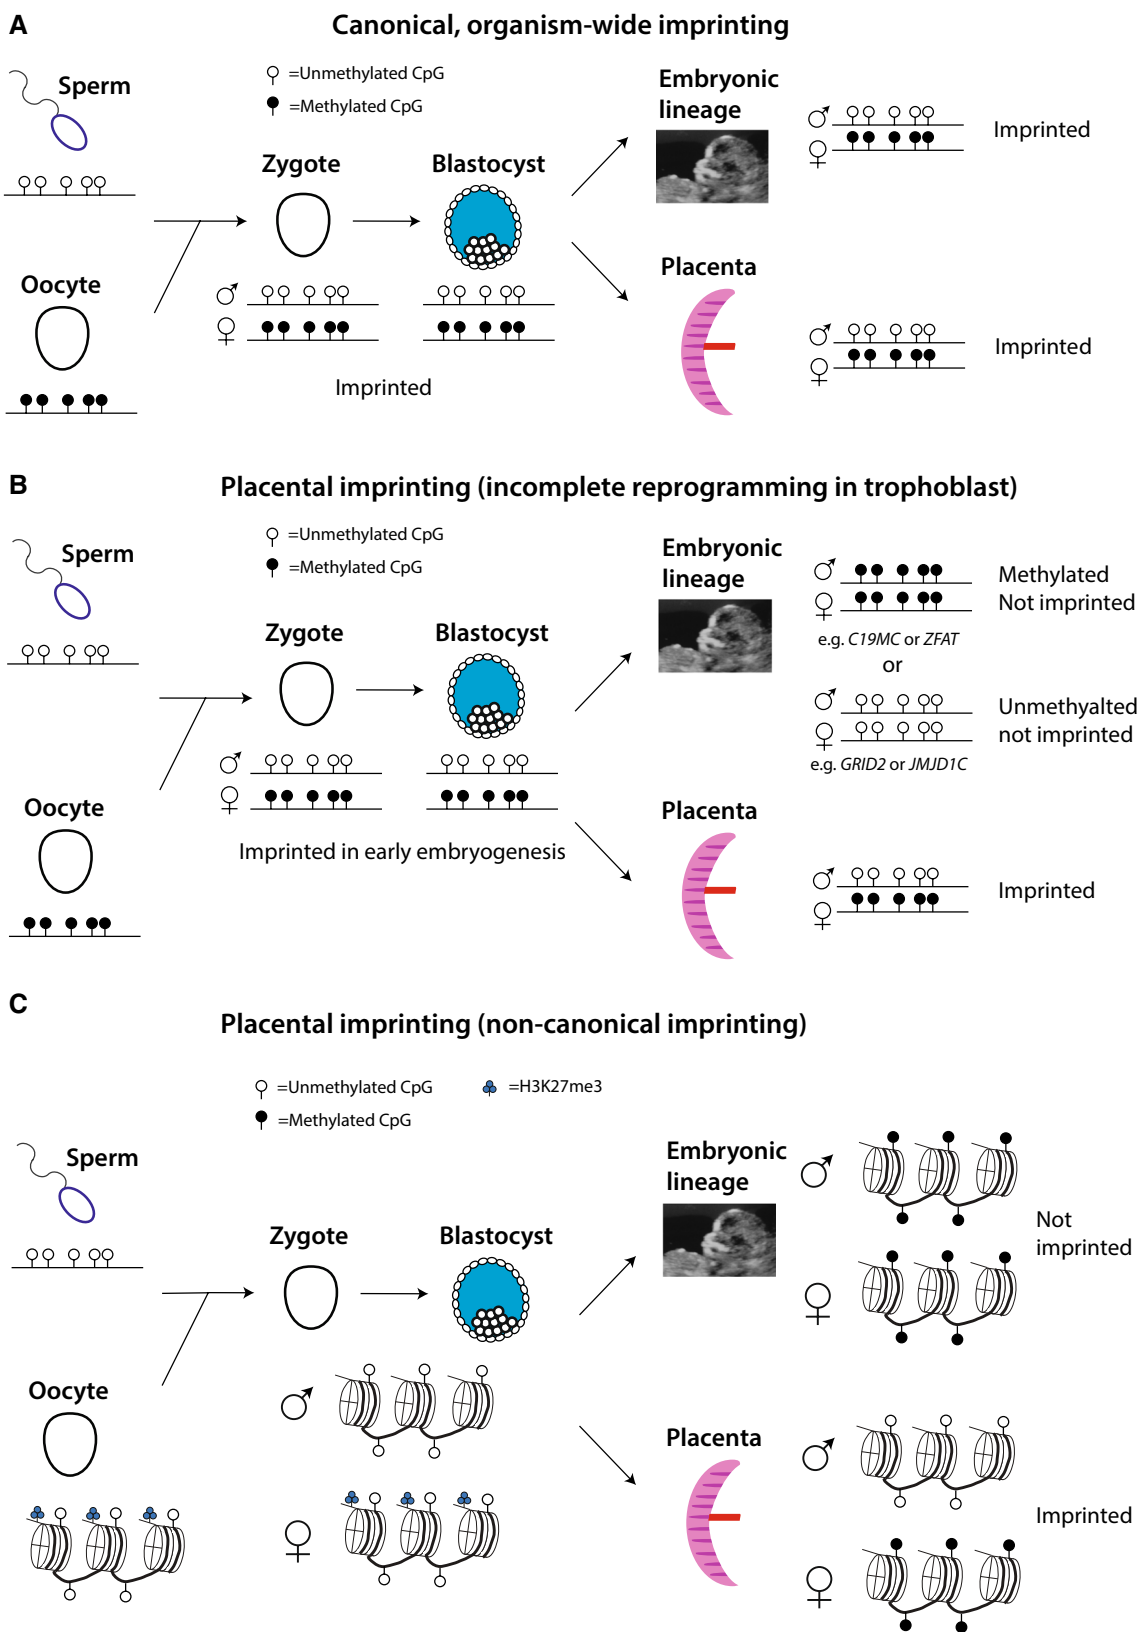 A
Canonical, organism-wide imprinting
Sperm
=Unmethylated CpG
=Methylated CpG
Embryonic
lineage
♂
♀
Imprinted
Zygote
Blastocyst
Oocyte
♂
♀
Imprinted
Placenta
♂
♀
Imprinted
B
Placental imprinting (incomplete reprogramming in trophoblast)
Sperm
=Unmethylated CpG
=Methylated CpG
Embryonic
lineage
♂
♀
Methylated
Not imprinted
e.g. C19MC or ZFAT
or
♂
♀
Unmethyalted
not imprinted
e.g. GRID2 or JMJD1C
Zygote
Blastocyst
♂
♀
Imprinted in early embryogenesis
Oocyte
Placenta
♂
♀
Imprinted
C
Placental imprinting (non-canonical imprinting)
=Unmethylated CpG
=H3K27me3
=Methylated CpG
Sperm
Embryonic
lineage
♂
♀
Not
imprinted
Zygote
Blastocyst
Oocyte
♂
♀
Placenta
♂
♀
Imprinted